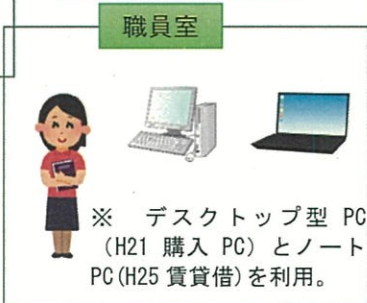 職員室
※　デスクトップ型 PC
（H21 購入 PC）とノート
PC(H25 賃貸借)を利用。